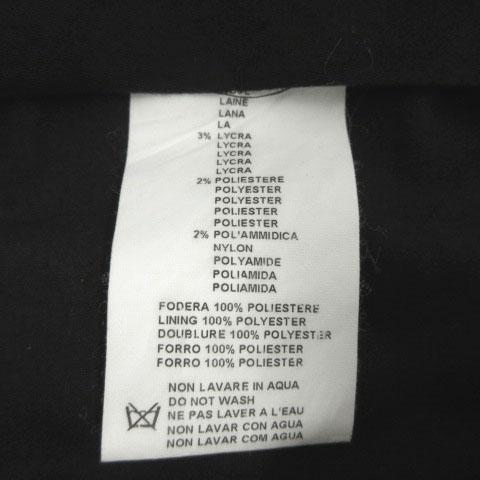 LAINE
LANA
LA
3% LYCRA
LYCRA
LYCRA
LYCRA
LYCRA
2% POLIESTERE
POLYESTER
POLYESTER
POLIESTER
POLIESTER
2% POL'AMMIDICA
NYLON
POLYAMIDE
POLIAMIDA
POLIAMIDA
FODERA 100% POLIESTERE
LINING 100% POLYESTER
DOUBLURE 100% POLYESTER
FORRO 100% POLIESTER
FORRO 100% POLIESTER
NON LAVARE IN AQUA
DO NOT WASH
NE PAS LAVER A L'EAU
NON LAVAR CON AGUA
NON LAVAR COM AGUA